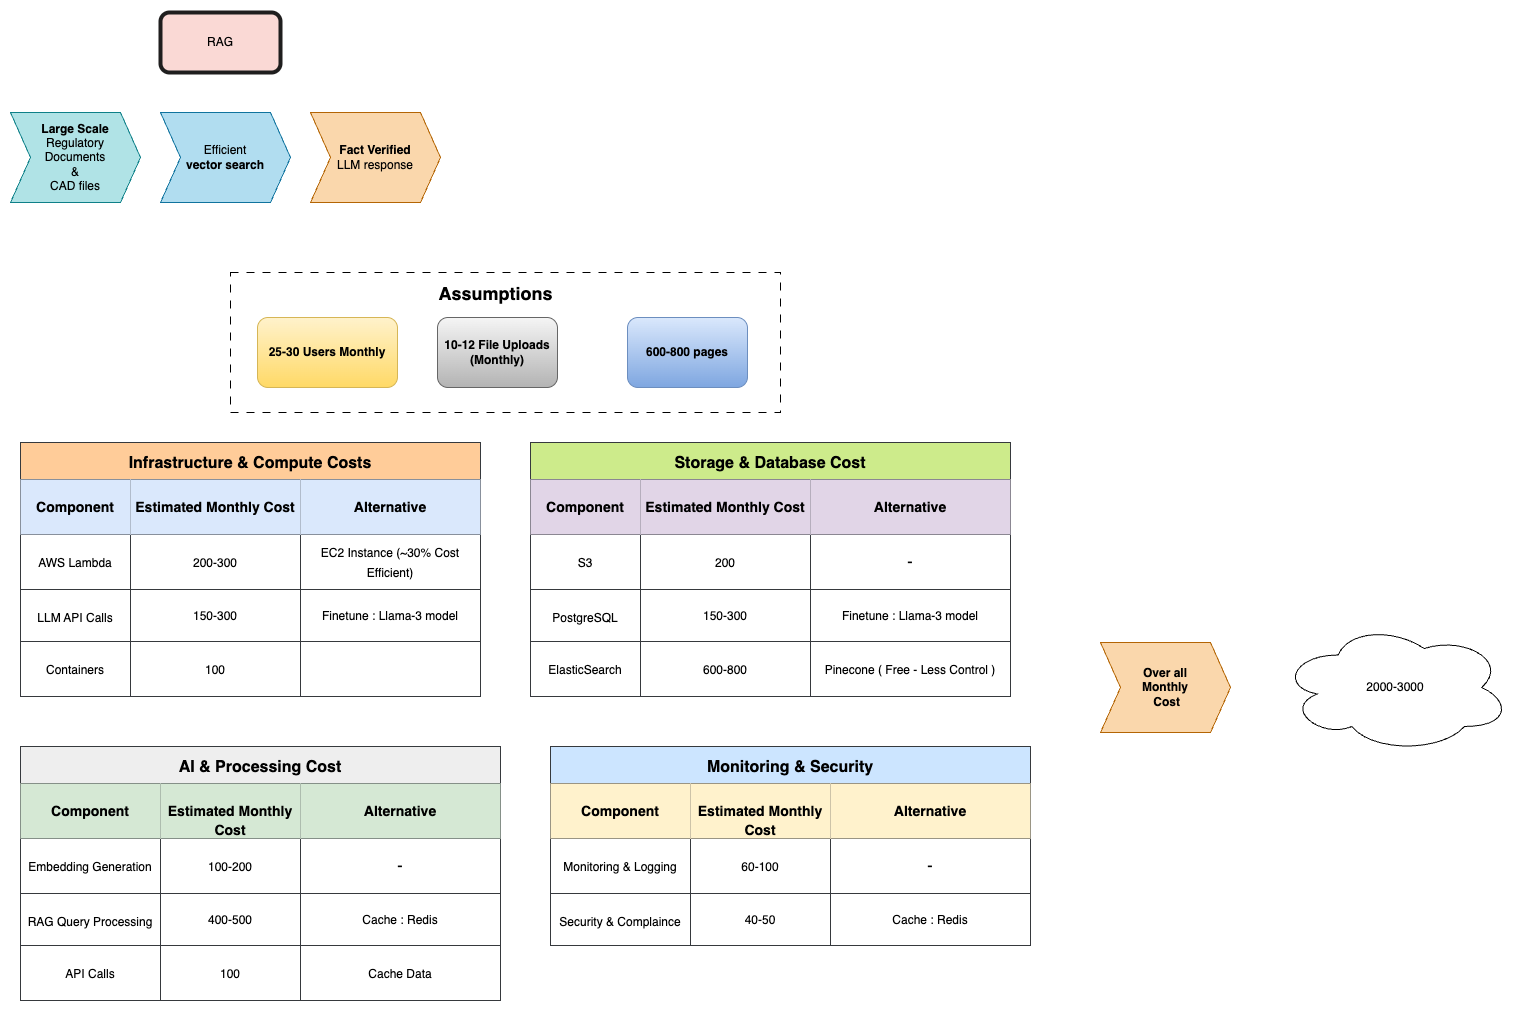 RAG
Large Scale
Regulatory
Documents
&
CAD files
Efficient
vector search
Fact Verified
LLM response
Assumptions
25-30 Users Monthly
10-12 File Uploads
(Monthly)
600-800 pages
Infrastructure & Compute Costs
Component
Estimated Monthly Cost
Alternative
AWS Lambda
200-300
EC2 Instance (~30% Cost
Efficient)
LLM API Calls
150-300
Finetune : Llama-3 model
Containers
100
Storage & Database Cost
Component
Estimated Monthly Cost
Alternative
S3
200
-
PostgreSQL
150-300
Finetune : Llama-3 model
ElasticSearch
600-800
Pinecone ( Free - Less Control )
Over all
Monthly
Cost
2000-3000
AI & Processing Cost
Component
Estimated Monthly
Cost
Alternative
Embedding Generation
100-200
-
RAG Query Processing
400-500
Cache : Redis
API Calls
100
Cache Data
Monitoring & Security
Component
Estimated Monthly
Cost
Alternative
Monitoring & Logging
60-100
-
Security & Complaince
40-50
Cache : Redis